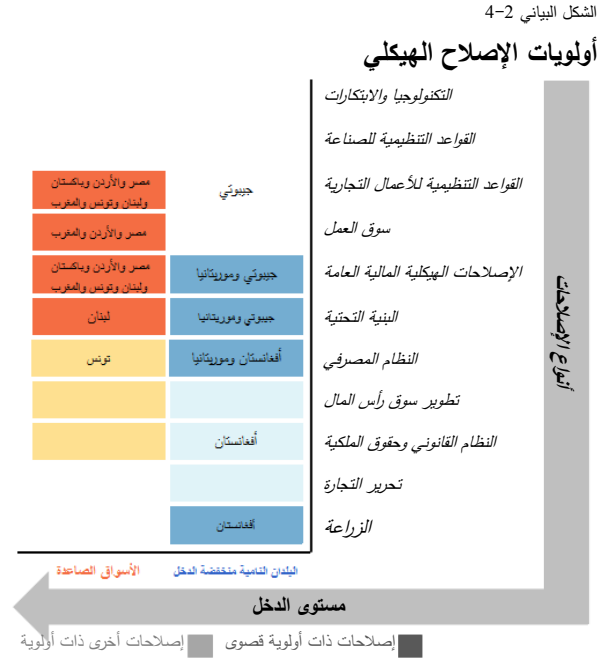 الشكل البياني 2-4
أولويات الإصلاح الهيكلي
التكنولوجيا والابتكارات
القواعد التنظيمية للصناعة
القواعد التنظيمية للأعمال التجارية
جيبوتي
مصر والأردن وباكستان
ولبنان وتونس والمغرب
سوق العمل
مصر والأردن والمغرب
الإصلاحات الهيكلية المالية العامة
جيبوتي وموريتانيا
مصر والأردن وباكستان
ولبنان وتونس والمغرب
البنية التحتية
جيبوتي وموريتانيا
لبنان
النظام المصرفي
أفغانستان وموريتانيا
تونس
تطوير سوق رأس المال
النظام القانوني وحقوق الملكية
أفغانستان
تحرير التجارة
الزراعة
أفغانستان
أنواع الإصلاحات
البلدان النامية منخفضة الدخل
الأسواق الصاعدة
مستوى الدخل
إصلاحات ذات أولوية قصوى
إصلاحات أخرى ذات أولوية